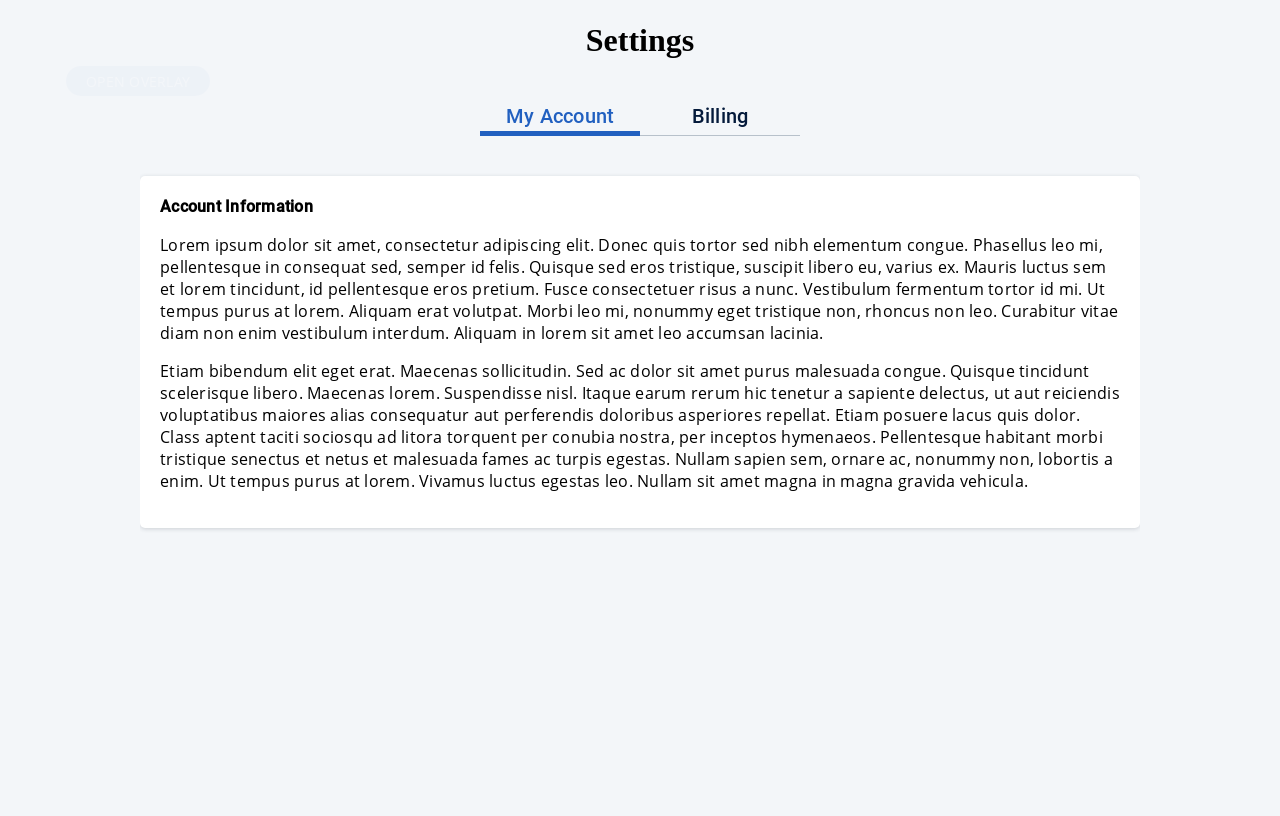 Settings
OPEN OVERLAY
My Account
Billing
Account Information
Lorem ipsum dolor sit amet, consectetur adipiscing elit. Donec quis tortor sed nibh elementum congue. Phasellus leo mi,
pellentesque in consequat sed, semper id felis. Quisque sed eros tristique, suscipit libero eu, varius ex. Mauris luctus sem
et lorem tincidunt, id pellentesque eros pretium. Fusce consectetuer risus a nunc. Vestibulum fermentum tortor id mi. Ut
tempus purus at lorem. Aliquam erat volutpat. Morbi leo mi, nonummy eget tristique non, rhoncus non leo. Curabitur vitae
diam non enim vestibulum interdum. Aliquam in lorem sit amet leo accumsan lacinia.
Etiam bibendum elit eget erat. Maecenas sollicitudin. Sed ac dolor sit amet purus malesuada congue. Quisque tincidunt
scelerisque libero. Maecenas lorem. Suspendisse nisl. Itaque earum rerum hic tenetur a sapiente delectus, ut aut reiciendis
voluptatibus maiores alias consequatur aut perferendis doloribus asperiores repellat. Etiam posuere lacus quis dolor.
Class aptent taciti sociosqu ad litora torquent per conubia nostra, per inceptos hymenaeos. Pellentesque habitant morbi
tristique senectus et netus et malesuada fames ac turpis egestas. Nullam sapien sem, ornare ac, nonummy non, lobortis a
enim. Ut tempus purus at lorem. Vivamus luctus egestas leo. Nullam sit amet magna in magna gravida vehicula.